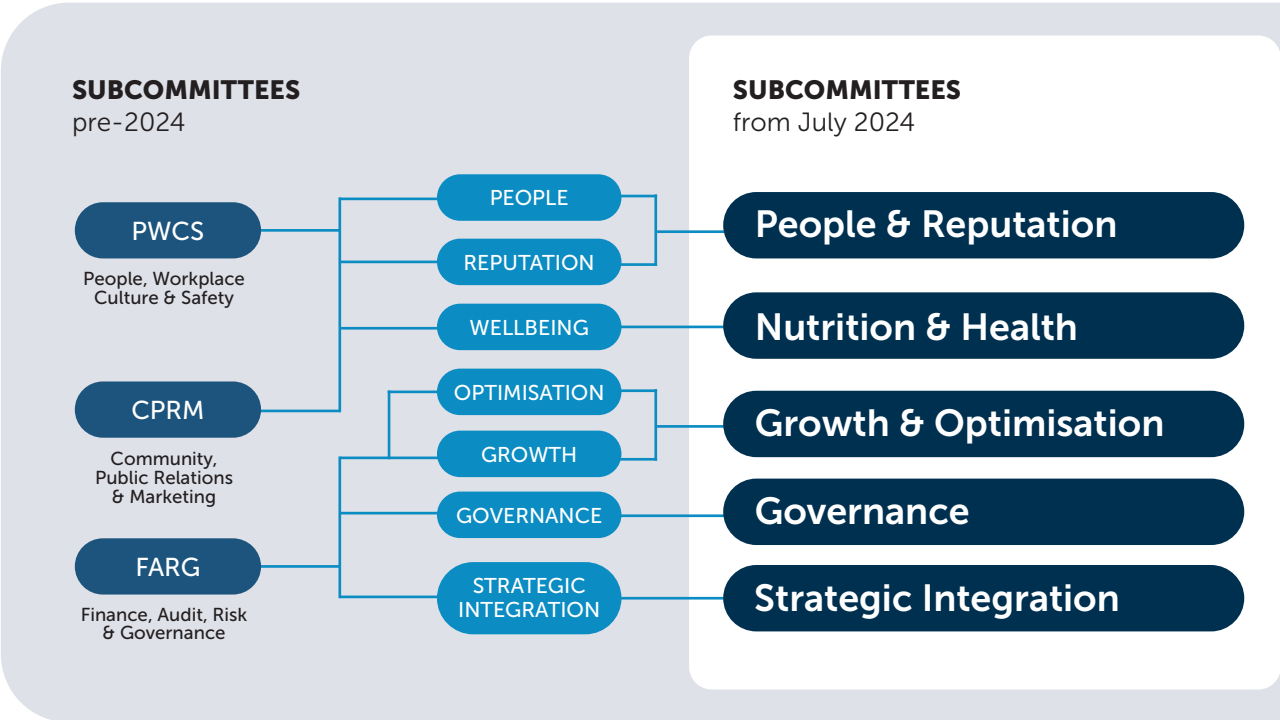 SUBCOMMITTEES
pre-2024
PWCS
People, Workplace
Culture & Safety
CPRM
Community,
Public Relations
& Marketing
FARG
Finance, Audit, Risk
& Governance
PEOPLE
REPUTATION
WELLBEING
OPTIMISATION
GROWTH
GOVERNANCE
STRATEGIC
INTEGRATION
SUBCOMMITTEES
from July 2024
People & Reputation
Nutrition & Health
Growth & Optimisation
Governance
Strategic Integration